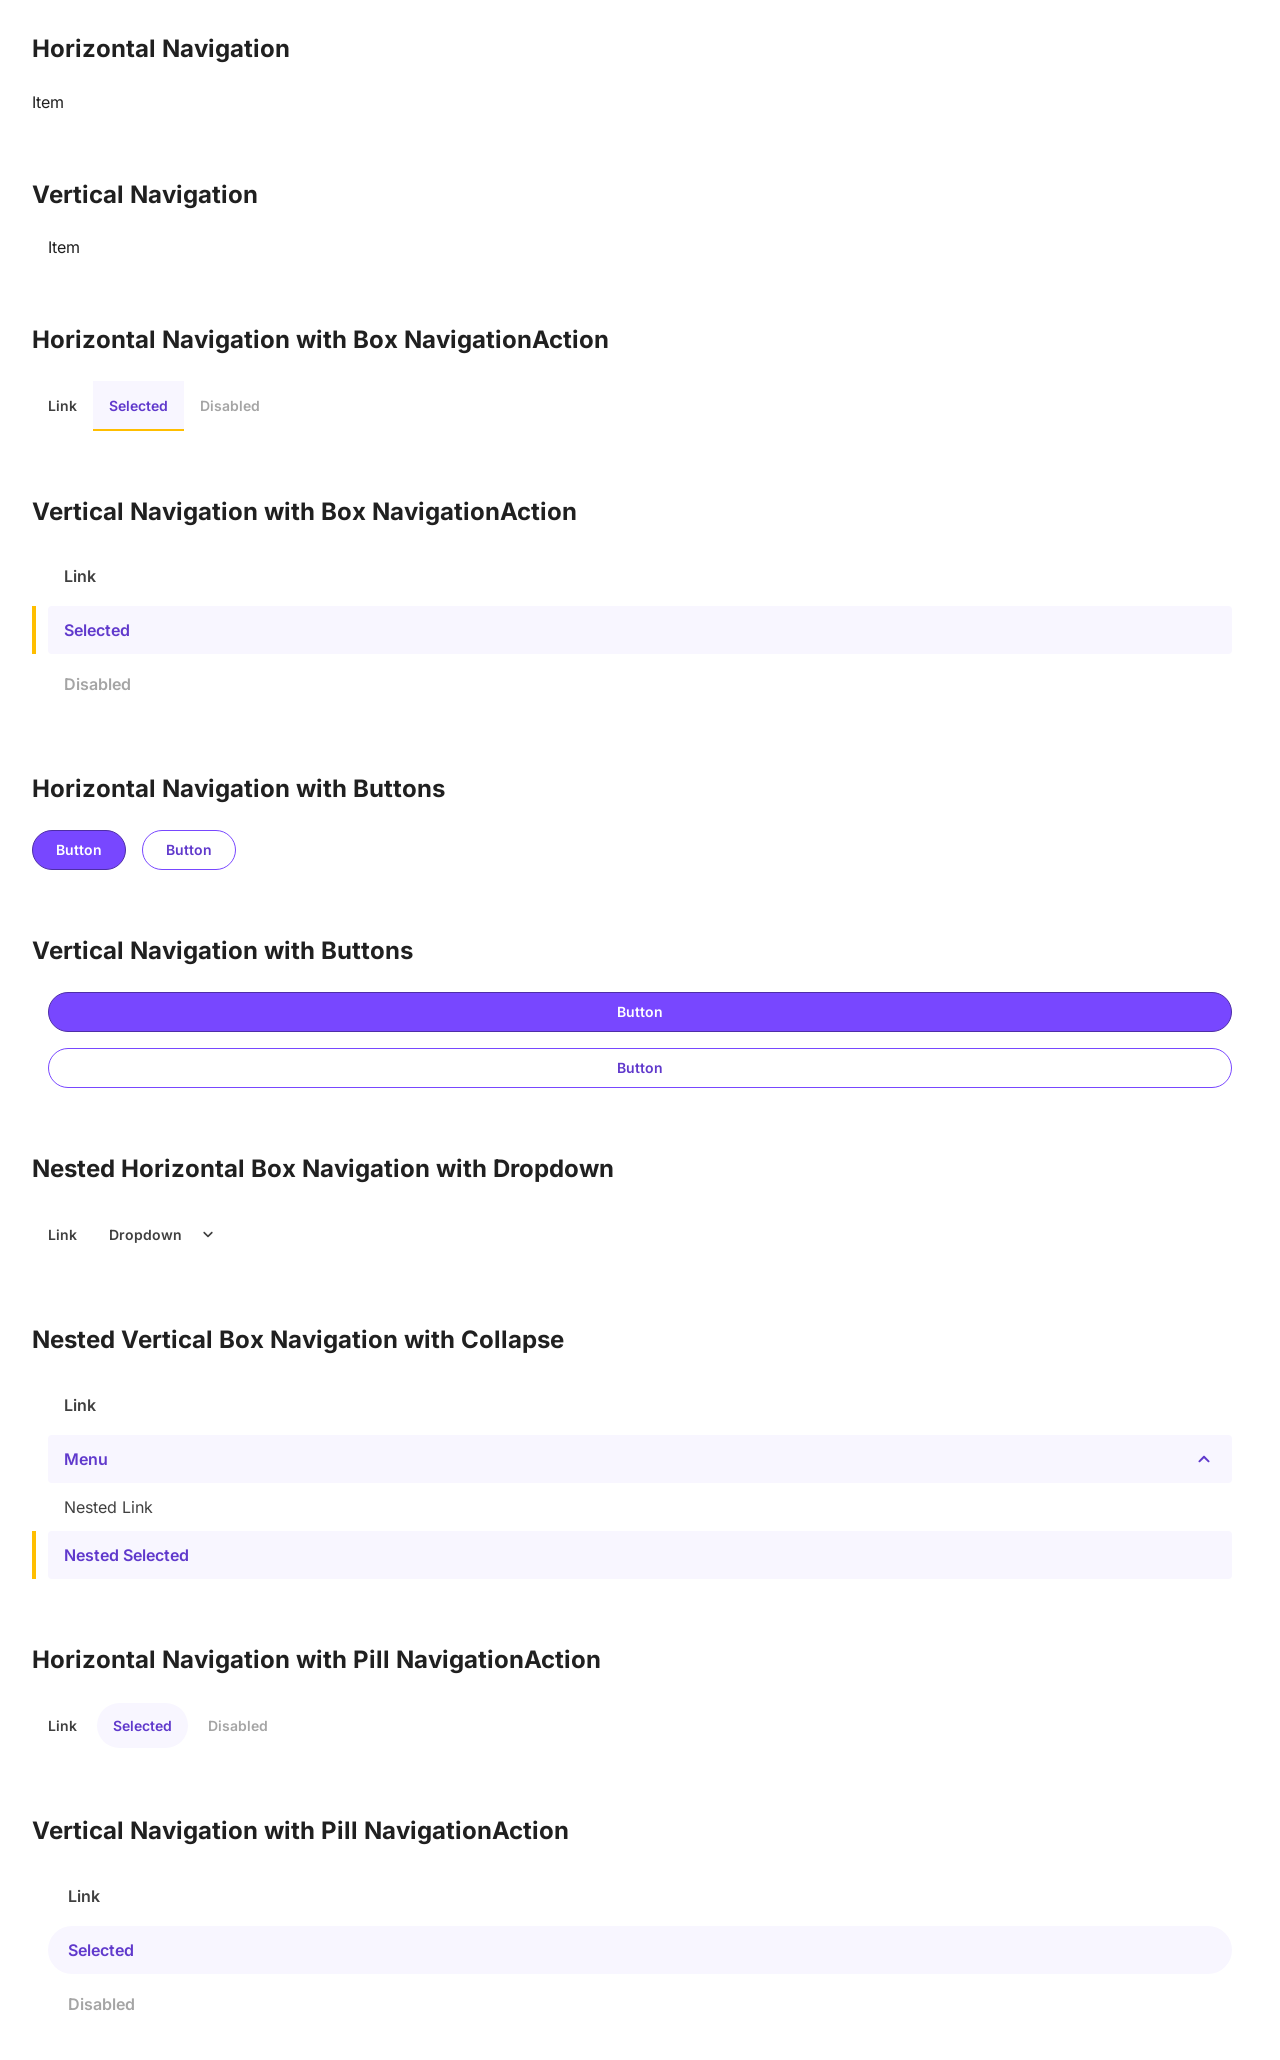 Horizontal Navigation
Item
Vertical Navigation
Item
Horizontal Navigation with Box NavigationAction
Link Selected Disabled
Vertical Navigation with Box NavigationAction
Link
Selected
Disabled
Horizontal Navigation with Buttons
Button Button
Vertical Navigation with Buttons
Button
Button
Nested Horizontal Box Navigation with Dropdown
Link Dropdown
Nested Vertical Box Navigation with Collapse
Link
Menu
Nested Link
Nested Selected
Horizontal Navigation with Pill NavigationAction
Link Selected Disabled
Vertical Navigation with Pill NavigationAction
Link
Selected
Disabled